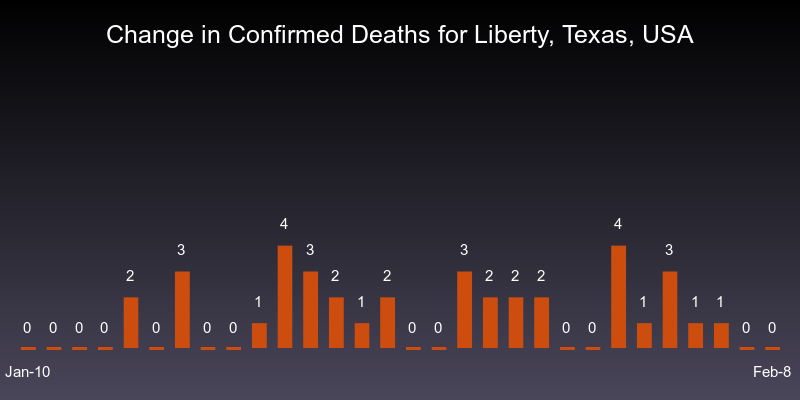 Change in Confirmed Deaths for Liberty, Texas, USA
0 0 0 0 2 0 3 0 0 1 4 3 2 1 2 0 0 3 2 2 2 0 0 4 1 3 1 1 0 0
Jan-10 Feb-8